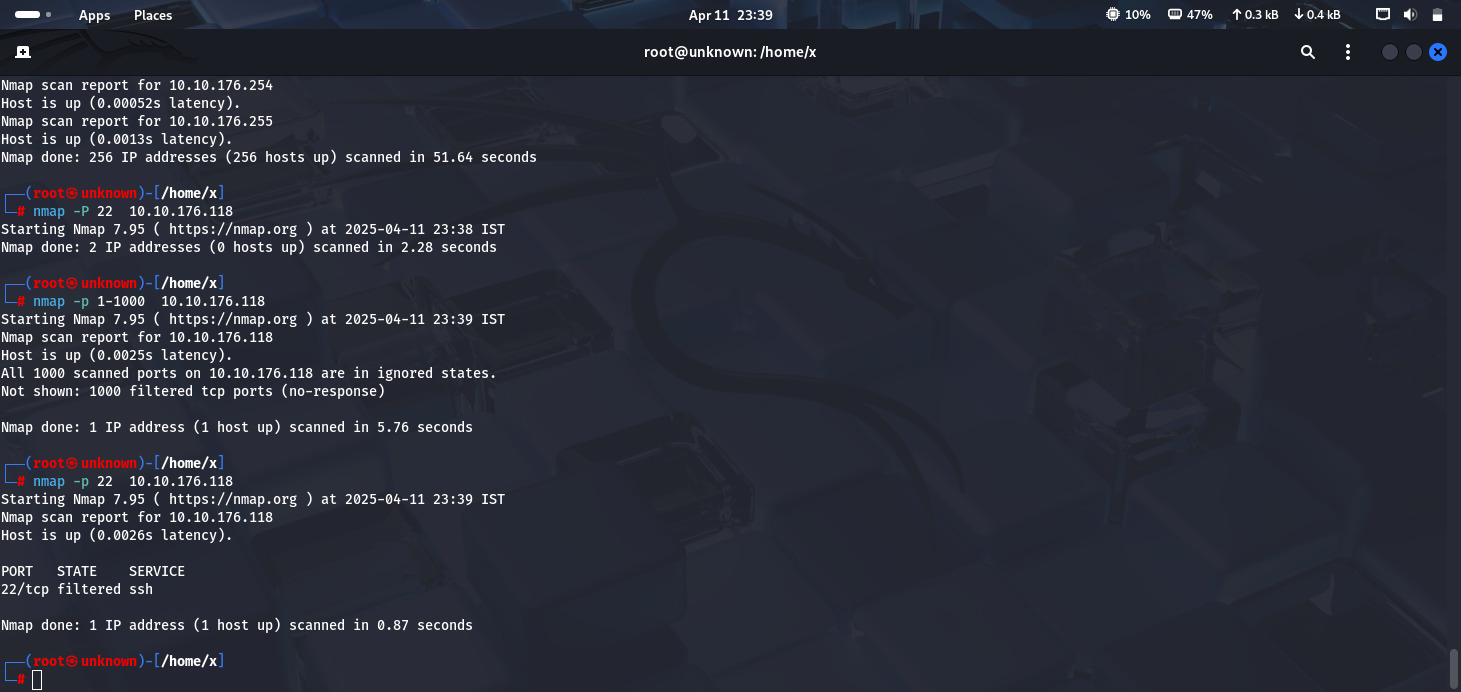 Apps Places Apr 11 23:39 10% 47% ↑ 0.3 kB ↓ 0.4 kB
root@unknown: /home/x
Nmap scan report for 10.10.176.254
Host is up (0.00052s latency).
Nmap scan report for 10.10.176.255
Host is up (0.0013s latency).
Nmap done: 256 IP addresses (256 hosts up) scanned in 51.64 seconds
┌──(root㉿unknown)-[/home/x]
└─# nmap -P 22  10.10.176.118
Starting Nmap 7.95 ( https://nmap.org ) at 2025-04-11 23:38 IST
Nmap done: 2 IP addresses (0 hosts up) scanned in 2.28 seconds
┌──(root㉿unknown)-[/home/x]
└─# nmap -p 1-1000  10.10.176.118
Starting Nmap 7.95 ( https://nmap.org ) at 2025-04-11 23:39 IST
Nmap scan report for 10.10.176.118
Host is up (0.0025s latency).
All 1000 scanned ports on 10.10.176.118 are in ignored states.
Not shown: 1000 filtered tcp ports (no-response)
Nmap done: 1 IP address (1 host up) scanned in 5.76 seconds
┌──(root㉿unknown)-[/home/x]
└─# nmap -p 22  10.10.176.118
Starting Nmap 7.95 ( https://nmap.org ) at 2025-04-11 23:39 IST
Nmap scan report for 10.10.176.118
Host is up (0.0026s latency).
PORT   STATE    SERVICE
22/tcp filtered ssh
Nmap done: 1 IP address (1 host up) scanned in 0.87 seconds
┌──(root㉿unknown)-[/home/x]
└─#